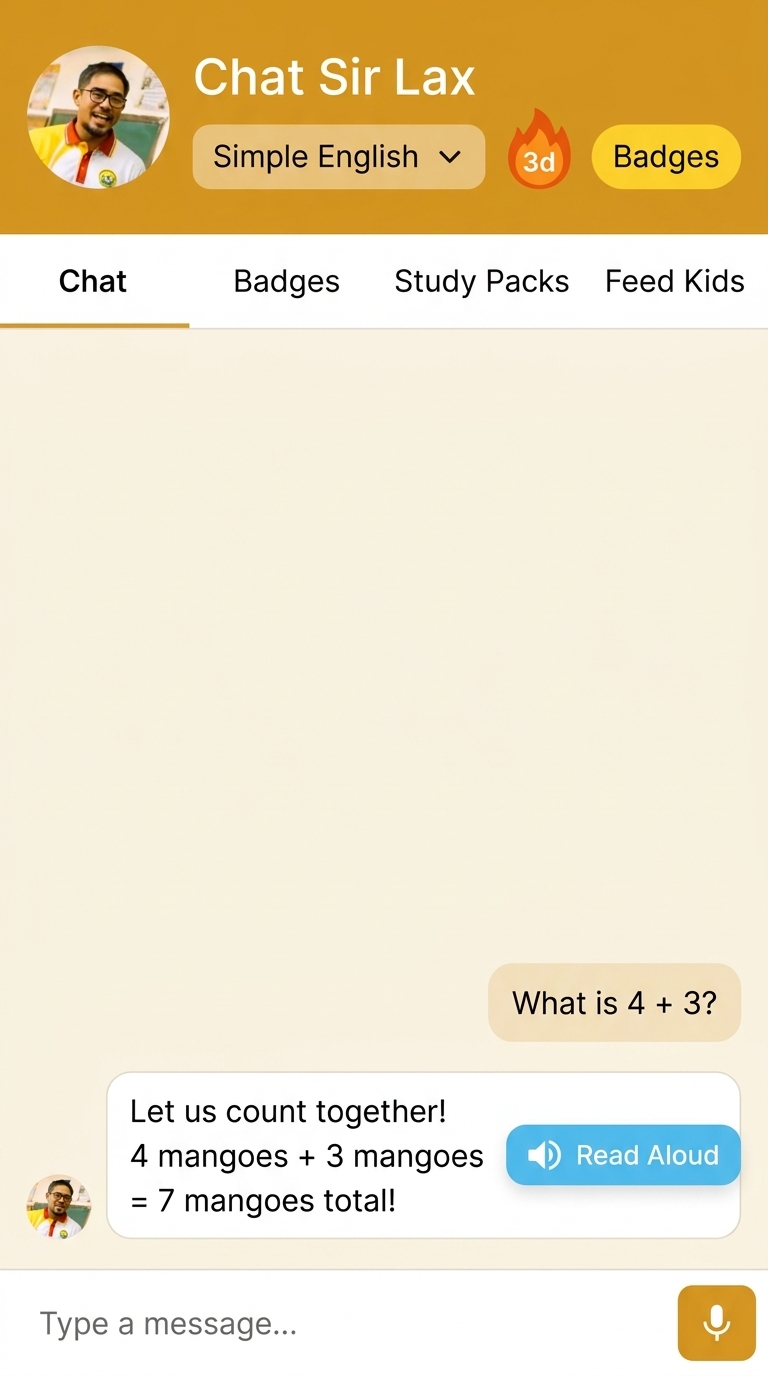 Chat Sir Lax
Simple English
3d
Badges
Chat
Badges
Study Packs
Feed Kids
What is 4 + 3?
Let us count together!
4 mangoes + 3 mangoes
= 7 mangoes total!
Read Aloud
Type a message...